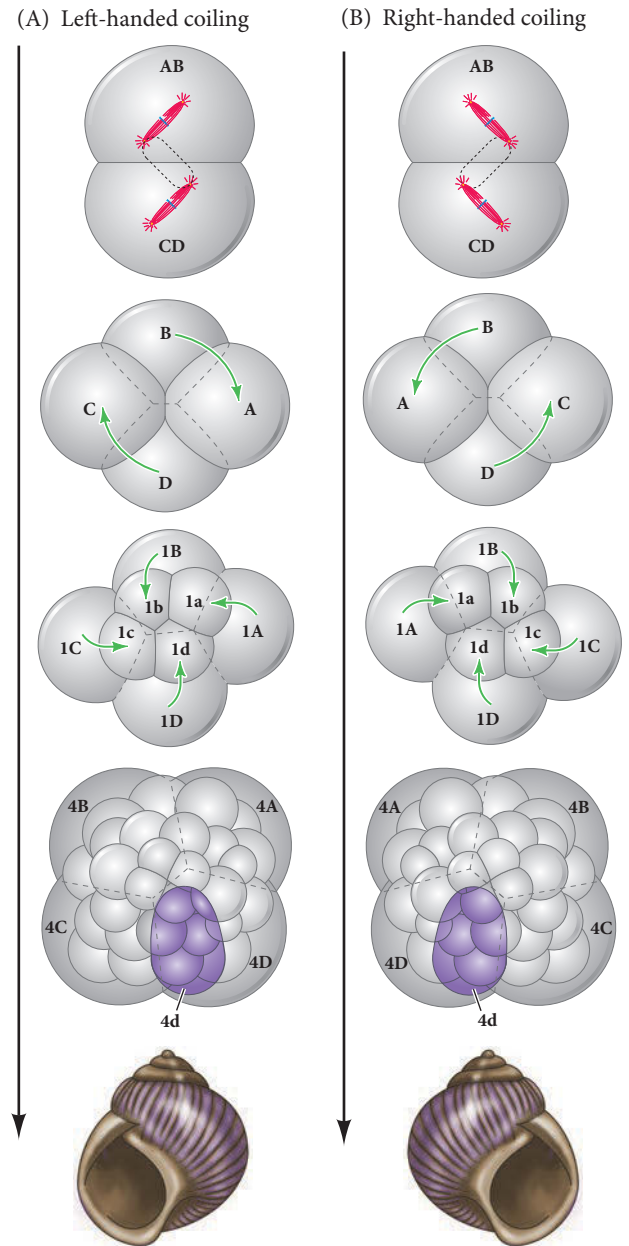 (A) Left-handed coiling
AB
CD
B
C A
D
1B
1b 1a
1c 1A
1C 1d
1D
4B 4A
4C 4D
4d
(B) Right-handed coiling
AB
CD
B
A C
D
1B
1a 1b
1A 1c
1d 1C
1D
4A 4B
4C
4D
4d